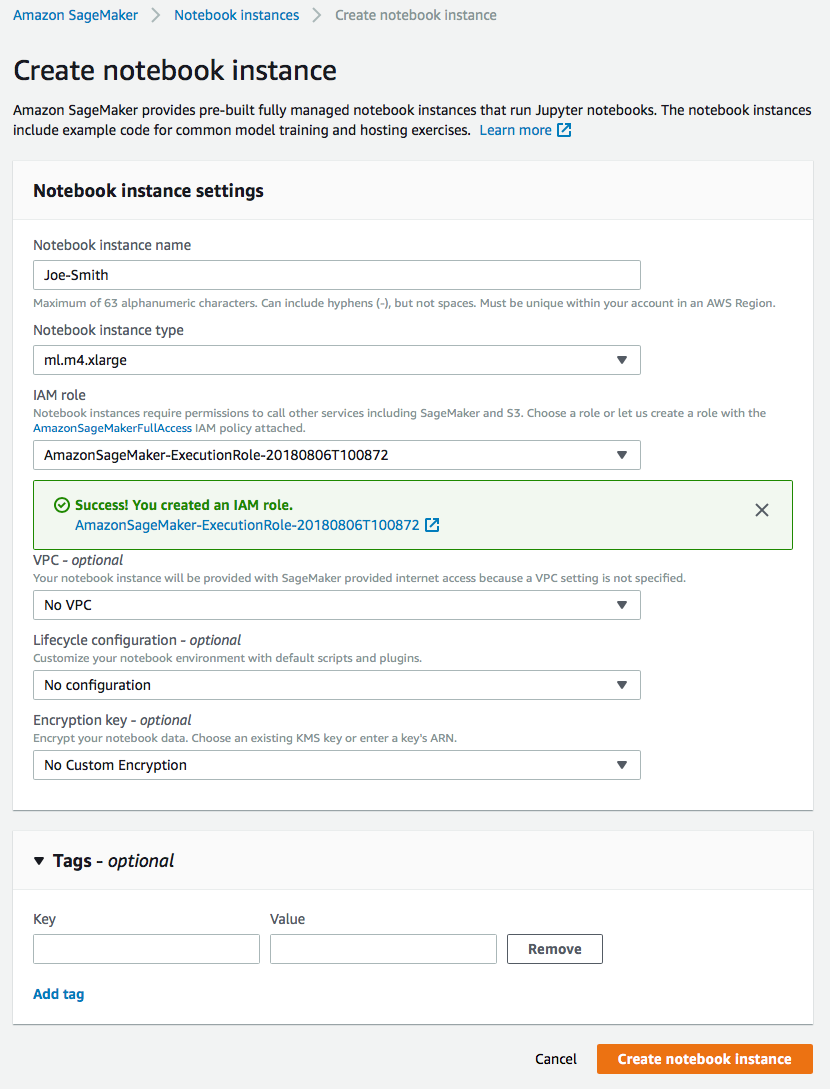 Amazon SageMaker > Notebook instances > Create notebook instance
Create notebook instance
Amazon SageMaker provides pre-built fully managed notebook instances that run Jupyter notebooks. The notebook instances
include example code for common model training and hosting exercises. Learn more
Notebook instance settings
Notebook instance name
Joe-Smith
Maximum of 63 alphanumeric characters. Can include hyphens (-), but not spaces. Must be unique within your account in an AWS Region.
Notebook instance type
ml.m4.xlarge
IAM role
Notebook instances require permissions to call other services including SageMaker and S3. Choose a role or let us create a role with the
AmazonSageMakerFullAccess IAM policy attached.
AmazonSageMaker-ExecutionRole-20180806T100872
Success! You created an IAM role.
AmazonSageMaker-ExecutionRole-20180806T100872
VPC - optional
Your notebook instance will be provided with SageMaker provided internet access because a VPC setting is not specified.
No VPC
Lifecycle configuration - optional
Customize your notebook environment with default scripts and plugins.
No configuration
Encryption key - optional
Encrypt your notebook data. Choose an existing KMS key or enter a key's ARN.
No Custom Encryption
Tags - optional
Key Value
Remove
Add tag
Cancel Create notebook instance